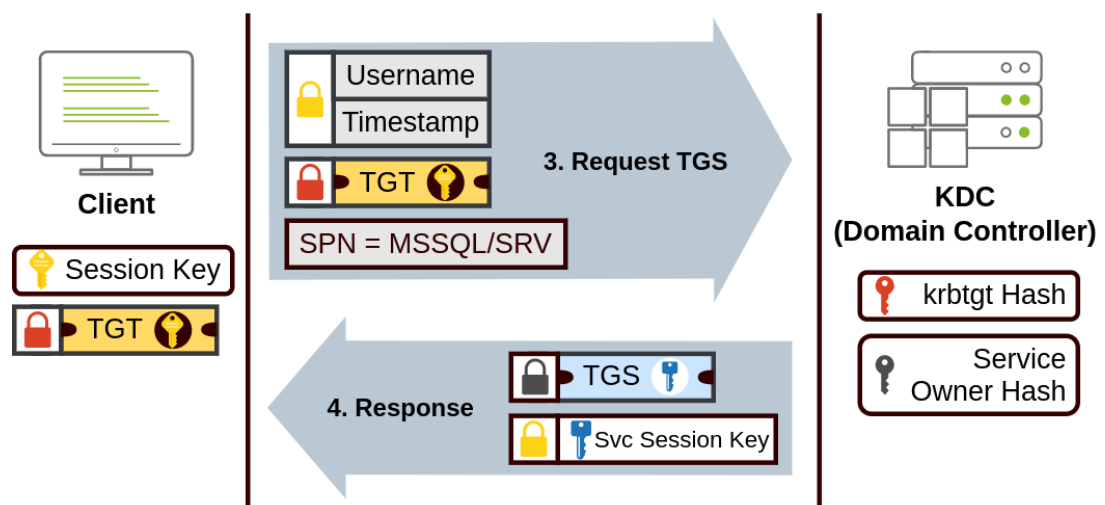 Client
Session Key
TGT
Username
Timestamp
TGT
SPN = MSSQL/SRV
3. Request TGS
4. Response
TGS
Svc Session Key
KDC
(Domain Controller)
krbtgt Hash
Service
Owner Hash